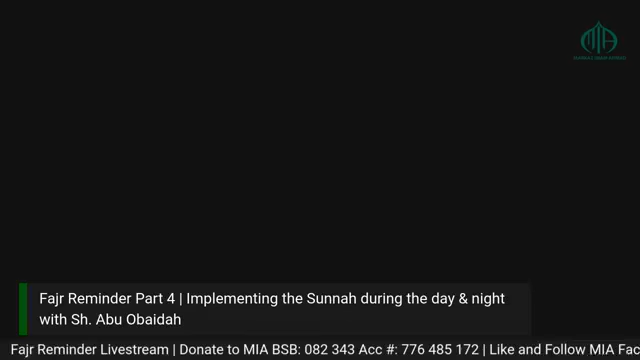 MIA
Fajr Reminder Part 4 | Implementing the Sunnah during the day & night
with Sh. Abu Obaidah
Fajr Reminder Livestream | Donate to MIA BSB: 082 343 Acc #: 776 485 172 | Like and Follow MIA Fac